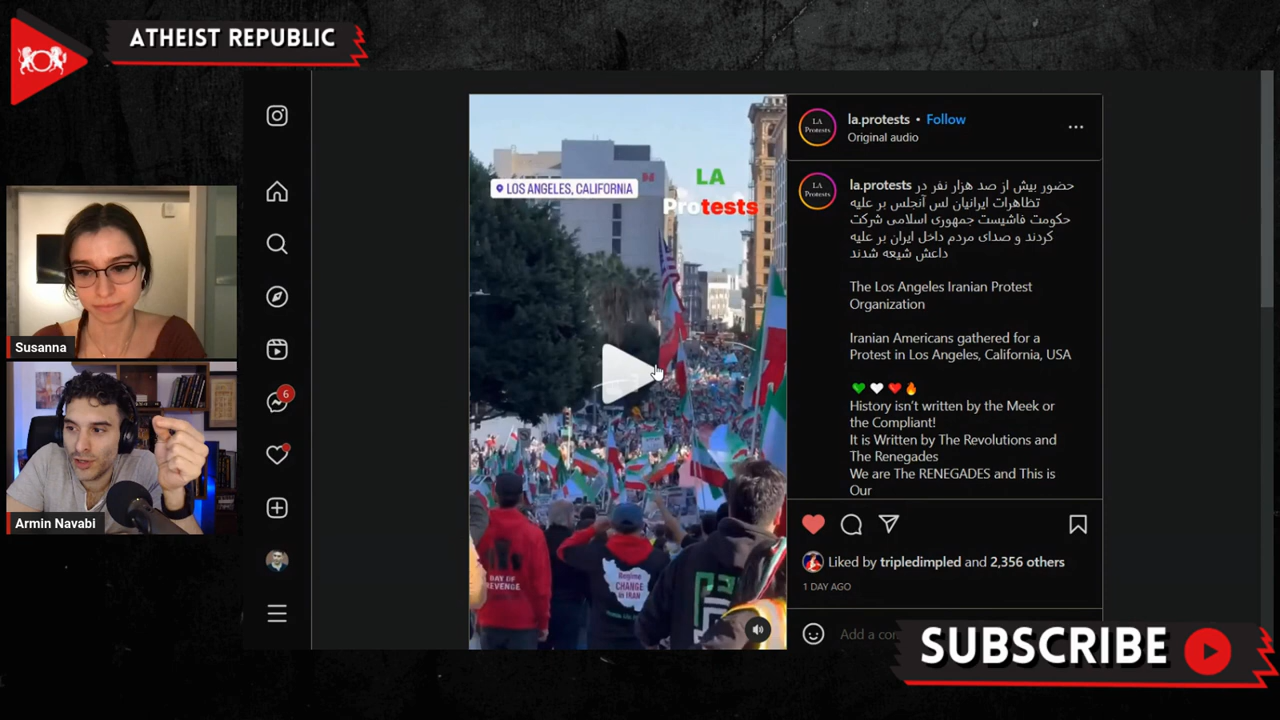 ATHEIST REPUBLIC
Susanna
Armin Navabi
6
LOS ANGELES, CALIFORNIA
LA
Protests
DAY OF
REVENGE
Regime
CHANGE
in IRAN
LA
Protests
la.protests • Follow
Original audio
LA
Protests
la.protests حضور بیش از صد هزار نفر در
تظاهرات ایرانیان لس آنجلس بر علیه
حکومت فاشیست جمهوری اسلامی شرکت
کردند و صدای مردم داخل ایران بر علیه
داعش شیعه شدند
The Los Angeles Iranian Protest
Organization
Iranian Americans gathered for a
Protest in Los Angeles, California, USA
History isn't written by the Meek or
the Compliant!
It is Written by The Revolutions and
The Renegades
We are The RENEGADES and This is
Our
Liked by tripledimpled and 2,356 others
1 DAY AGO
Add a co
SUBSCRIBE